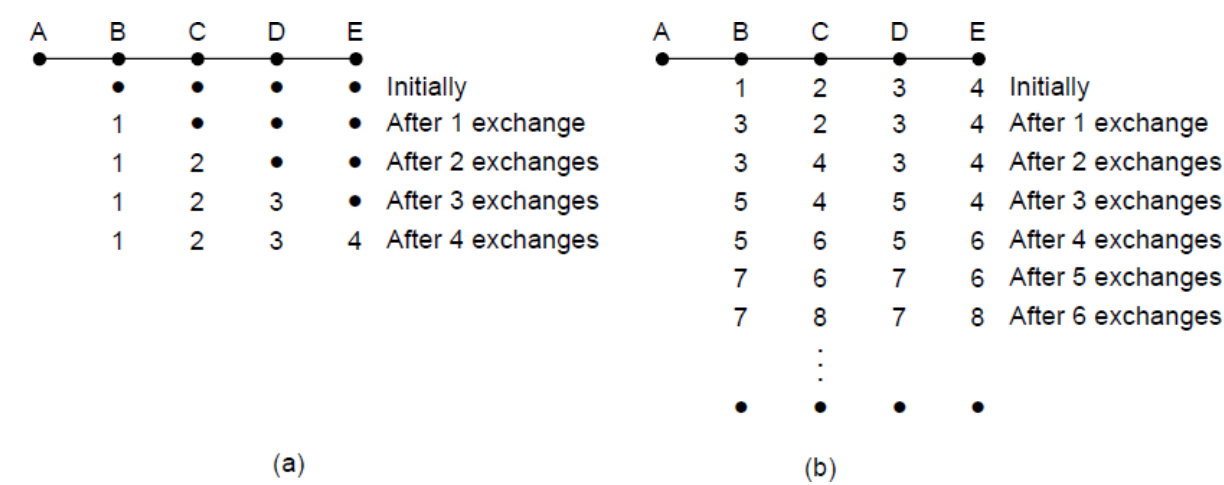 A B C D E
• • • • Initially
1 • • • After 1 exchange
1 2 • • After 2 exchanges
1 2 3 • After 3 exchanges
1 2 3 4 After 4 exchanges
(a)
A B C D E
1 2 3 4 Initially
3 2 3 4 After 1 exchange
3 4 3 4 After 2 exchanges
5 4 5 4 After 3 exchanges
5 6 5 6 After 4 exchanges
7 6 7 6 After 5 exchanges
7 8 7 8 After 6 exchanges
⋮
• • • •
(b)